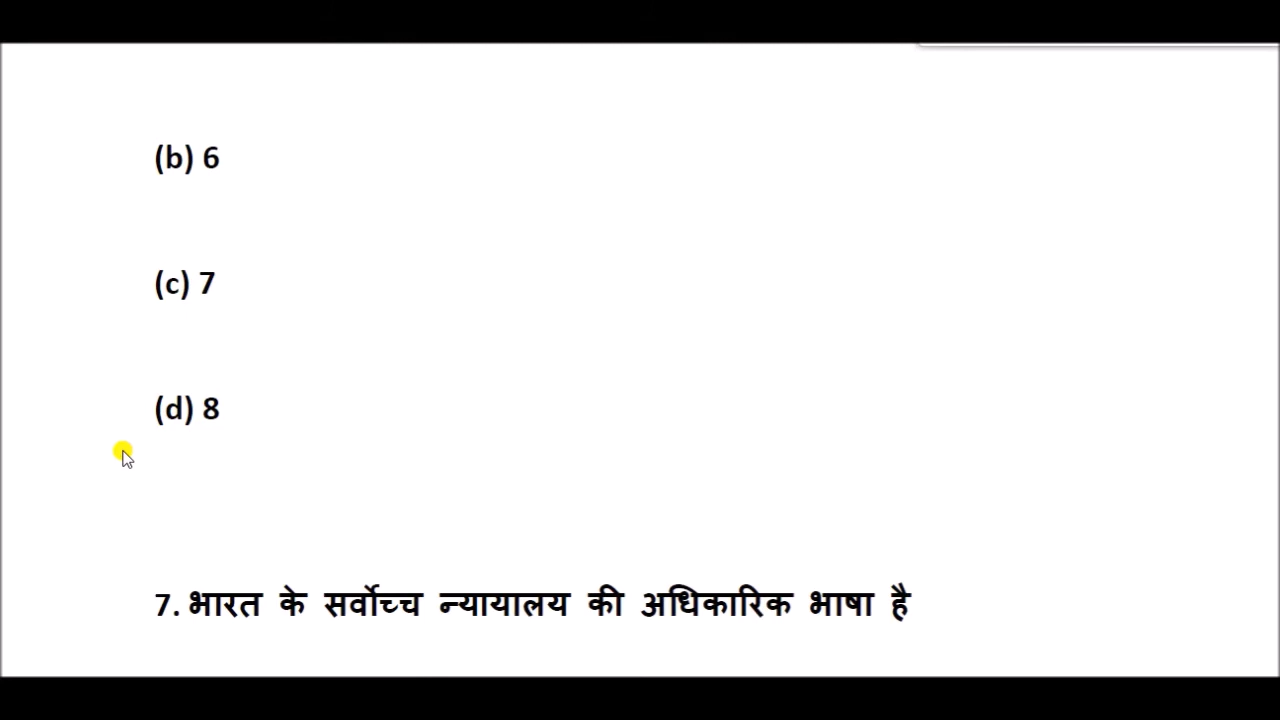 (b) 6
(c) 7
(d) 8
7. भारत के सर्वोच्च न्यायालय की अधिकारिक भाषा है